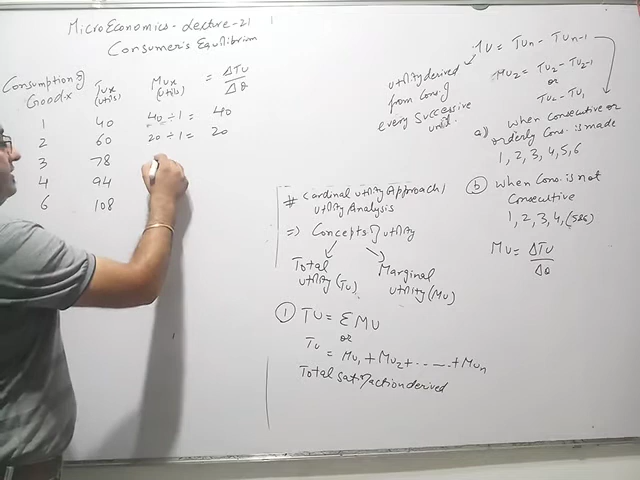 MicroEconomics - Lecture-21
Consumer's Equilibrium
Consumption of Good-x
TUx (utils)
MUx (utils)
= ΔTU / ΔQ
1 40 40 ÷ 1 = 40
2 60 20 ÷ 1 = 20
3 78
4 94
6 108
MU = TUn - TUn-1
utility derived
from Cons. of
every Successive
unit.
MU2 = TU2 - TU2-1
or
TU2 - TU1
a) When Consecutive or
orderly Cons. is made
1, 2, 3, 4, 5, 6
b) When Cons. is not
Consecutive
1, 2, 3, 4,
MU = ΔTU / ΔQ
# Cardinal utility Approach/
utility Analysis
=> Concepts of utility
Total
utility (TU)
Marginal
utility (MU)
1 TU = ΣMU
or
TU = MU1 + MU2 + ...... + MUn
Total satisfaction derived